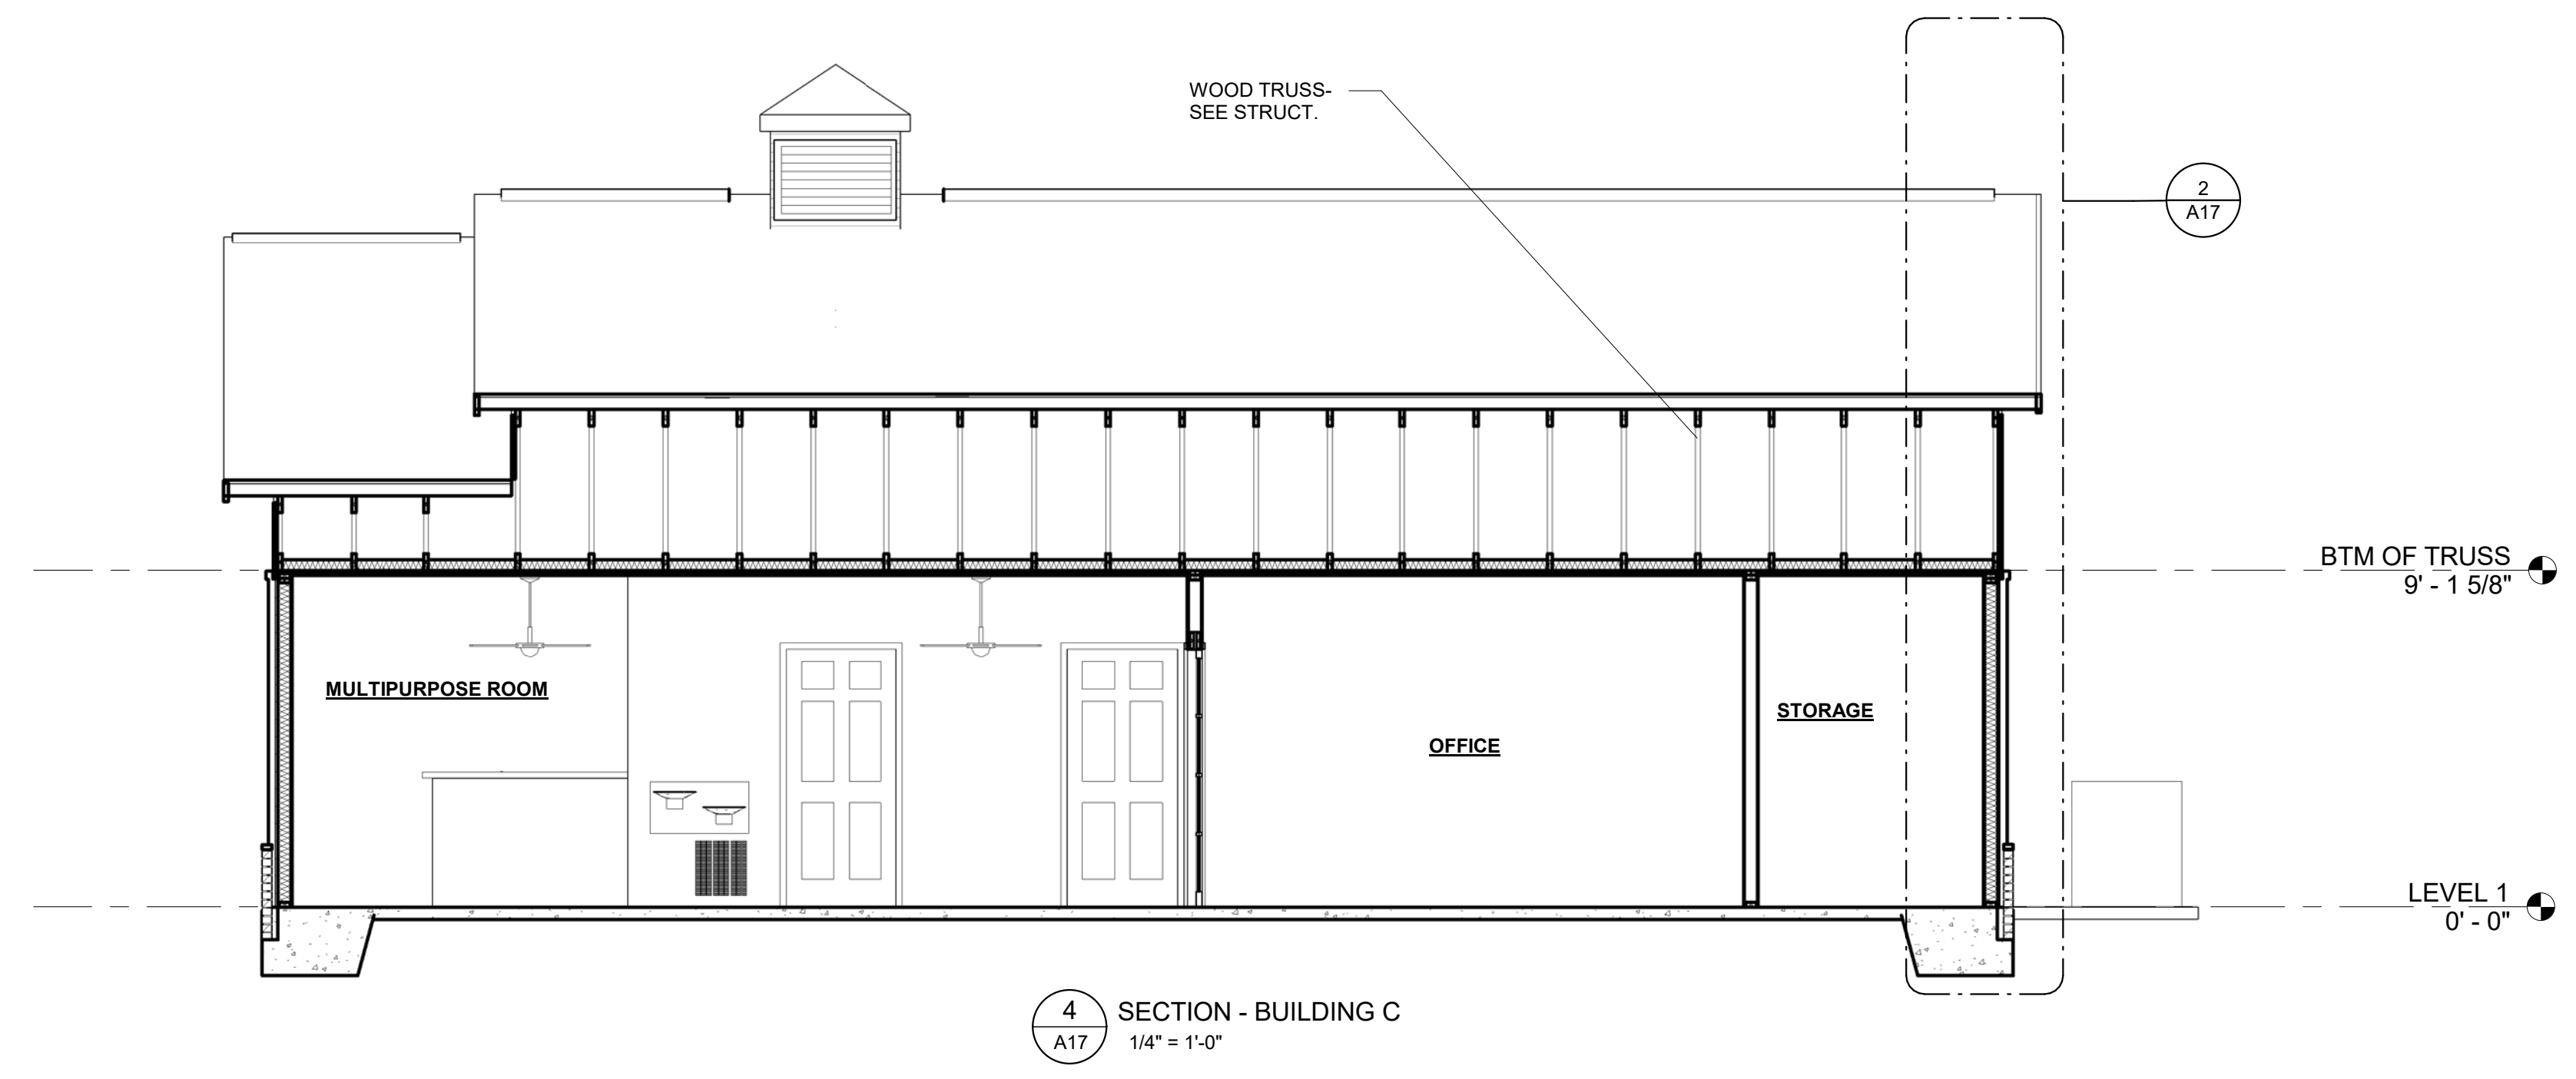 WOOD TRUSS-
SEE STRUCT.
2
A17
BTM OF TRUSS
9' - 1 5/8"
MULTIPURPOSE ROOM
STORAGE
OFFICE
LEVEL 1
0' - 0"
4
A17
SECTION - BUILDING C
1/4" = 1'-0"